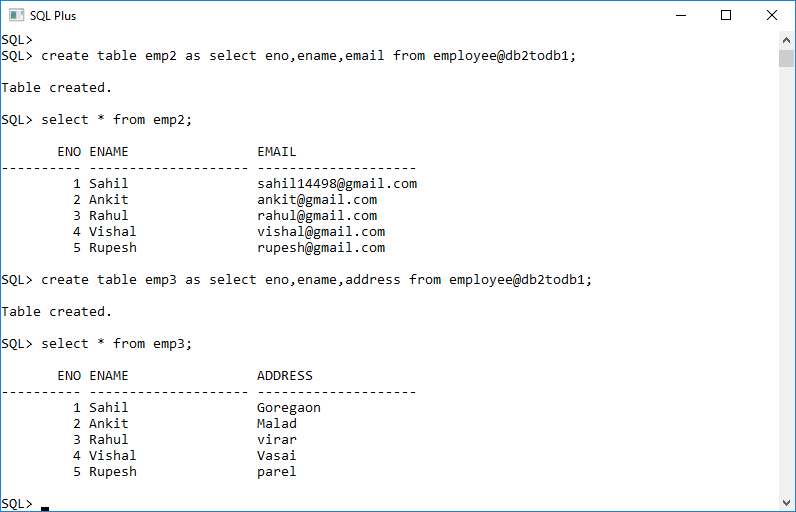 SQL Plus
SQL>
SQL> create table emp2 as select eno,ename,email from employee@db2todb1;
Table created.
SQL> select * from emp2;
ENO ENAME                EMAIL
---------- -------------------- --------------------
1 Sahil                sahil14498@gmail.com
2 Ankit                ankit@gmail.com
3 Rahul                rahul@gmail.com
4 Vishal               vishal@gmail.com
5 Rupesh               rupesh@gmail.com
SQL> create table emp3 as select eno,ename,address from employee@db2todb1;
Table created.
SQL> select * from emp3;
ENO ENAME                ADDRESS
---------- -------------------- --------------------
1 Sahil                Goregaon
2 Ankit                Malad
3 Rahul                virar
4 Vishal               Vasai
5 Rupesh               parel
SQL>